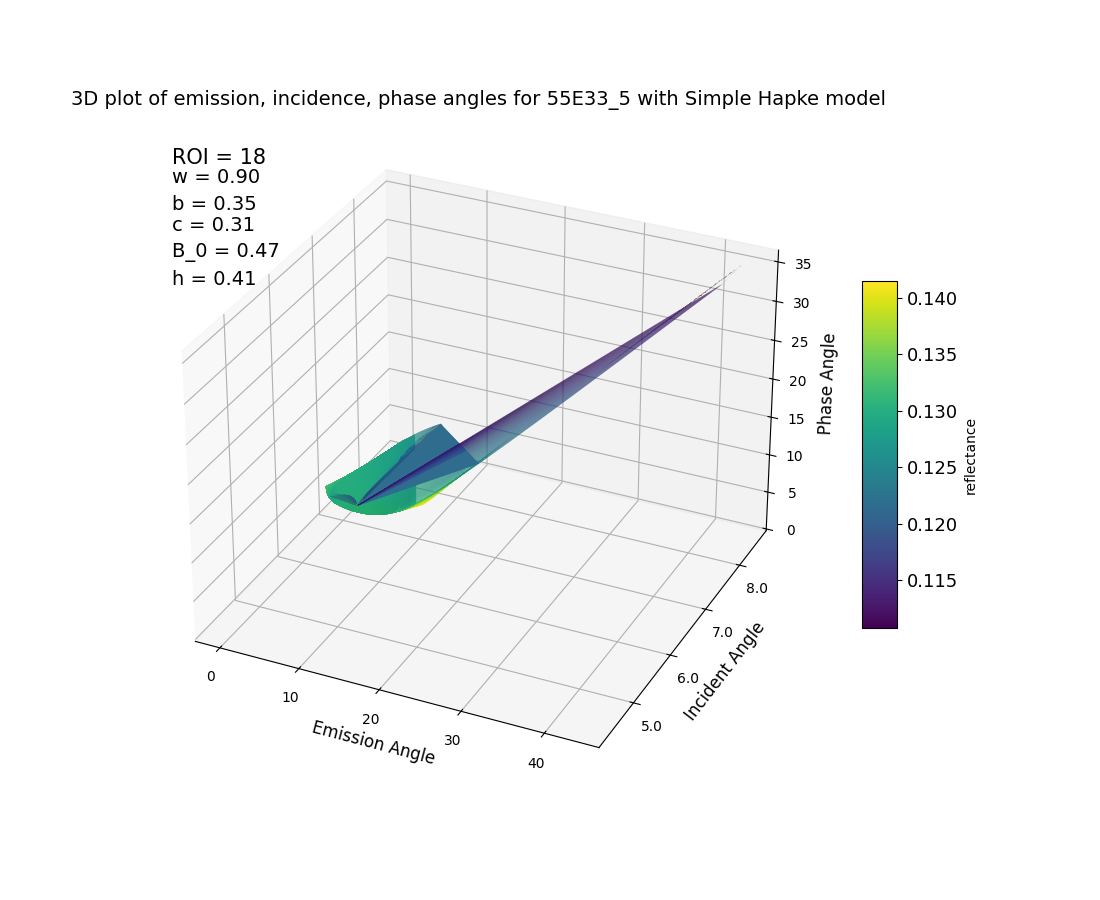 3D plot of emission, incidence, phase angles for 55E33_5 with Simple Hapke model
ROI = 18
w = 0.90
b = 0.35
c = 0.31
B_0 = 0.47
h = 0.41
35
30
25
20
15
10
5
0
Phase Angle
0.140
0.135
0.130
0.125
0.120
0.115
reflectance
8.0
7.0
6.0
5.0
Incident Angle
0
10
20
30
40
Emission Angle